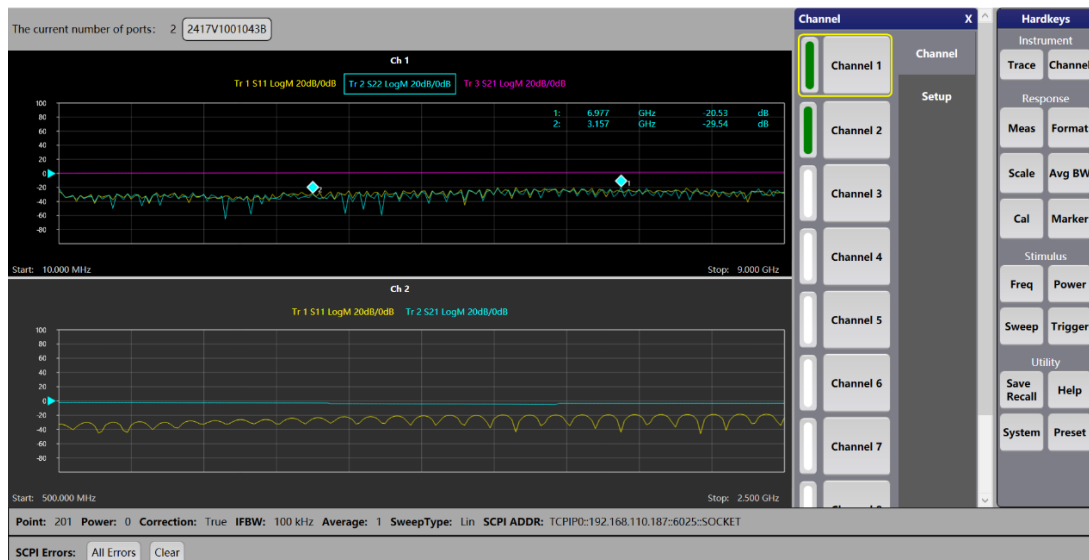 The current number of ports: 2 2417V1001043B
Ch 1
Tr 1 S11 LogM 20dB/0dB Tr 2 S22 LogM 20dB/0dB Tr 3 S21 LogM 20dB/0dB
1: 6.977 GHz -20.53 dB
2: 3.157 GHz -29.54 dB
100
80
60
40
20
0
-20
-40
-60
-80
Start: 10.000 MHz Stop: 9.000 GHz
Ch 2
Tr 1 S11 LogM 20dB/0dB Tr 2 S21 LogM 20dB/0dB
100
80
60
40
20
0
-20
-40
-60
-80
Start: 500.000 MHz Stop: 2.500 GHz
Point: 201 Power: 0 Correction: True IFBW: 100 kHz Average: 1 SweepType: Lin SCPI ADDR: TCPIP0::192.168.110.187::6025::SOCKET
SCPI Errors: All Errors Clear
Channel X
Channel 1
Channel 2
Channel 3
Channel 4
Channel 5
Channel 6
Channel 7
Channel
Setup
Hardkeys
Instrument
Trace Channel
Response
Meas Format
Scale Avg BW
Cal Marker
Stimulus
Freq Power
Sweep Trigger
Utility
Save Recall Help
System Preset